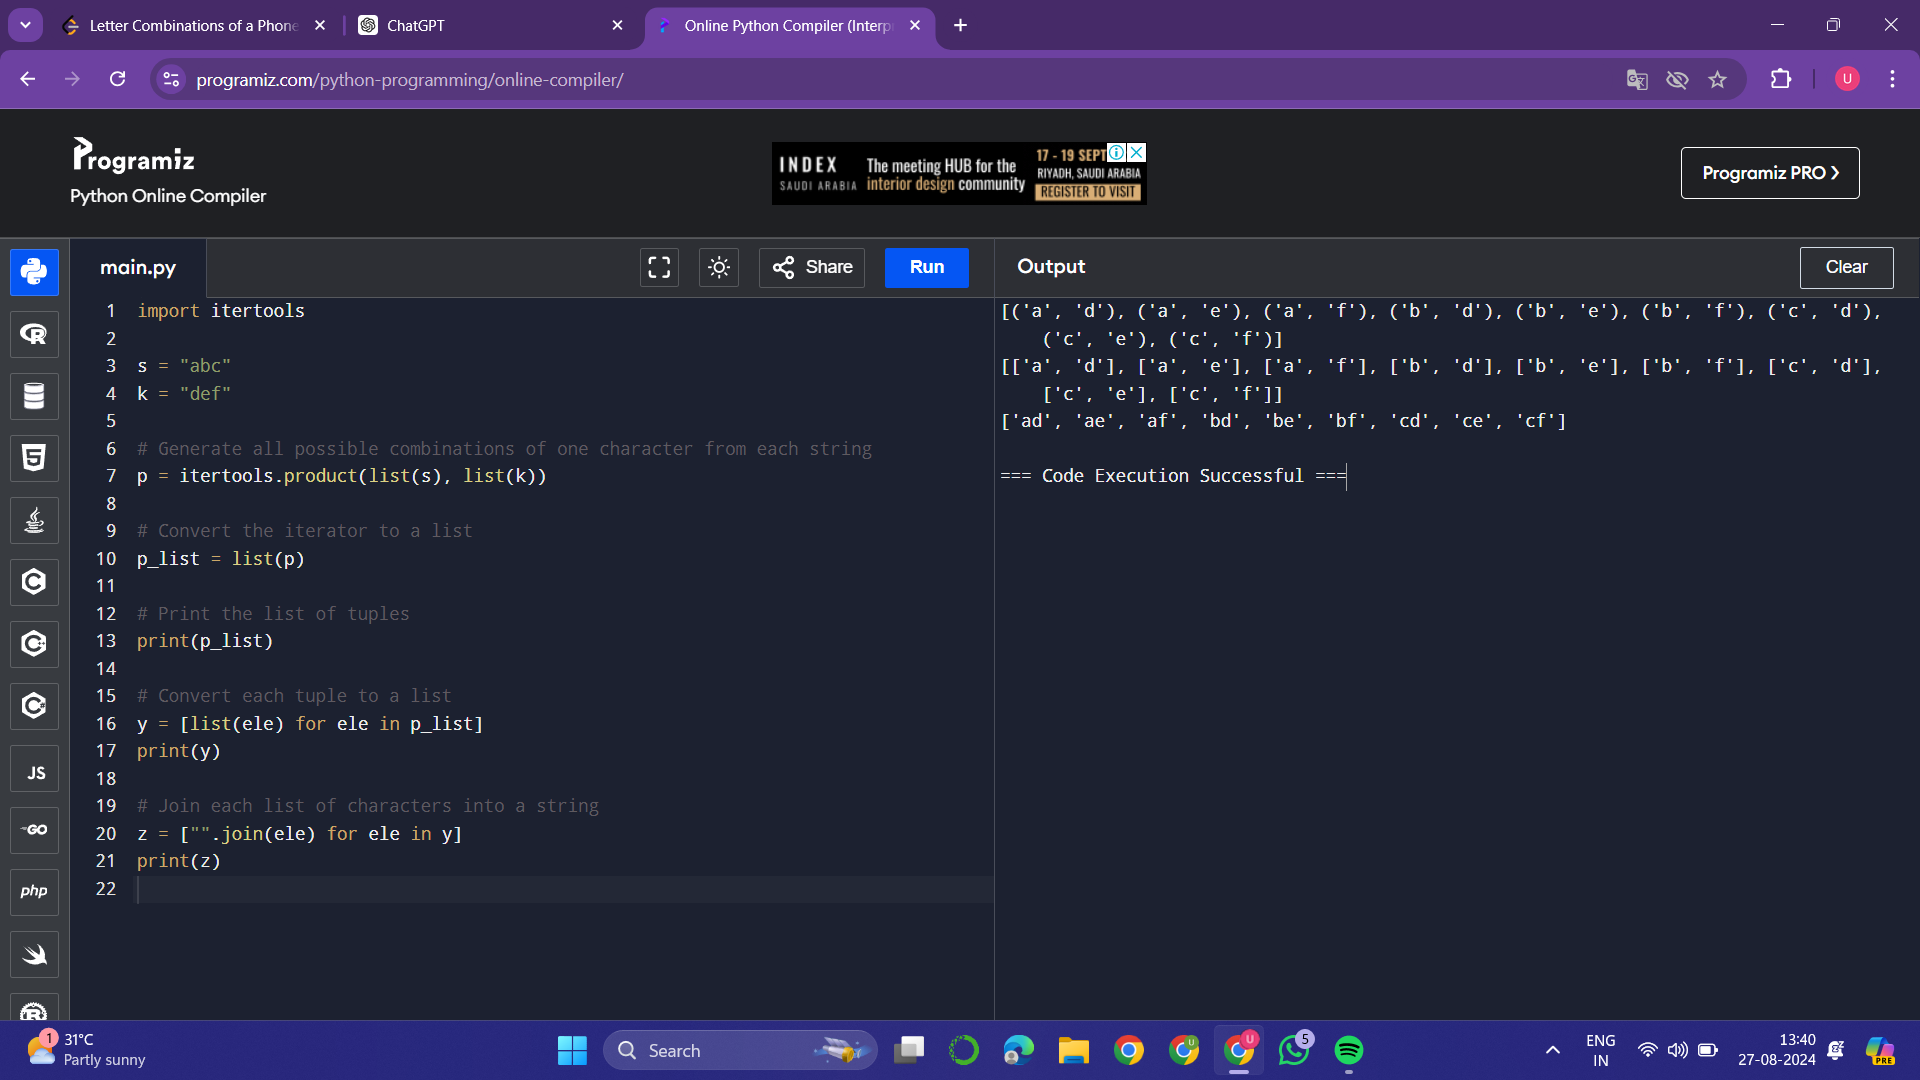 Letter Combinations of a Phone
ChatGPT
Online Python Compiler (Interp
programiz.com/python-programming/online-compiler/
U
Programiz
Python Online Compiler
INDEX
SAUDI ARABIA
The meeting HUB for the
interior design community
17 - 19 SEPT
RIYADH, SAUDI ARABIA
REGISTER TO VISIT
Programiz PRO ❯
main.py
Share
Run
Output
Clear
1 import itertools
2
3 s = "abc"
4 k = "def"
5
6 # Generate all possible combinations of one character from each string
7 p = itertools.product(list(s), list(k))
8
9 # Convert the iterator to a list
10 p_list = list(p)
11
12 # Print the list of tuples
13 print(p_list)
14
15 # Convert each tuple to a list
16 y = [list(ele) for ele in p_list]
17 print(y)
18
19 # Join each list of characters into a string
20 z = ["".join(ele) for ele in y]
21 print(z)
22
[('a', 'd'), ('a', 'e'), ('a', 'f'), ('b', 'd'), ('b', 'e'), ('b', 'f'), ('c', 'd'),
('c', 'e'), ('c', 'f')]
[['a', 'd'], ['a', 'e'], ['a', 'f'], ['b', 'd'], ['b', 'e'], ['b', 'f'], ['c', 'd'],
['c', 'e'], ['c', 'f']]
['ad', 'ae', 'af', 'bd', 'be', 'bf', 'cd', 'ce', 'cf']
=== Code Execution Successful ===
R
5
C
C
C
JS
GO
php
1
31°C
Partly sunny
Search
U
U
5
ENG
IN
13:40
27-08-2024
PRE